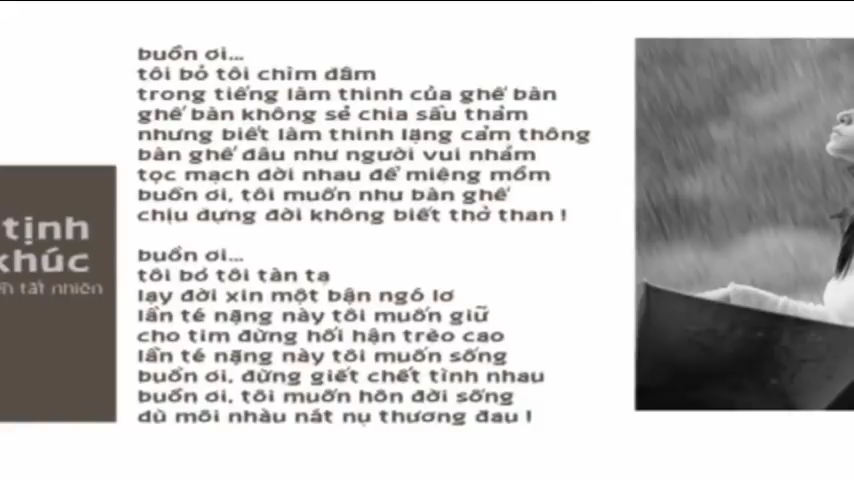 tịnh
khúc
tất nhiên
buồn ơi...
tôi bỏ tôi chìm đắm
trong tiếng làm thinh của ghế bàn
ghế bàn không sẻ chia sầu thảm
nhưng biết làm thinh lặng cảm thông
bàn ghế đâu như người vui nhảm
tọc mạch đời nhau để miệng mồm
buồn ơi, tôi muốn như bàn ghế
chịu đựng đời không biết thở than !
buồn ơi...
tôi bỏ tôi tàn tạ
lạy đời xin một bận ngó lơ
lần té nặng này tôi muốn giữ
cho tim đừng hối hận trèo cao
lần té nặng này tôi muốn sống
buồn ơi, đừng giết chết tình nhau
buồn ơi, tôi muốn hôn đời sống
dù môi nhàu nát nụ thương đau !